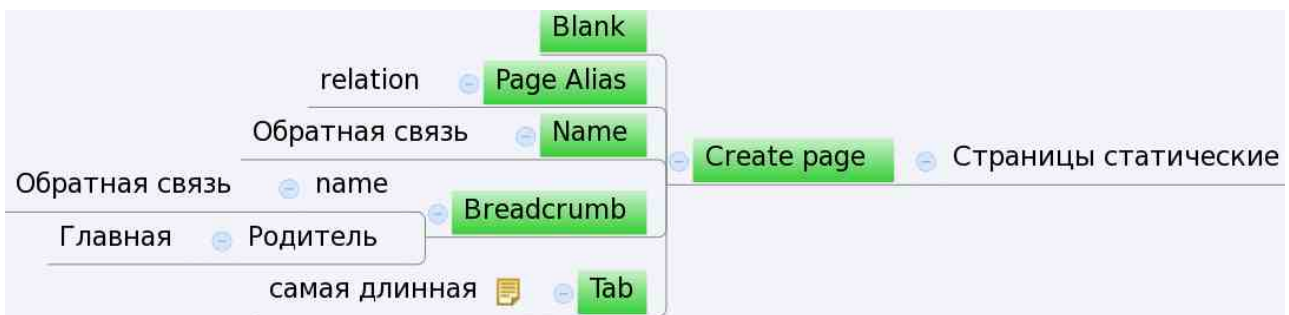 Blank
relation Page Alias
Обратная связь Name
Create page Страницы статические
Обратная связь name
Breadcrumb
Главная Родитель
самая длинная Tab